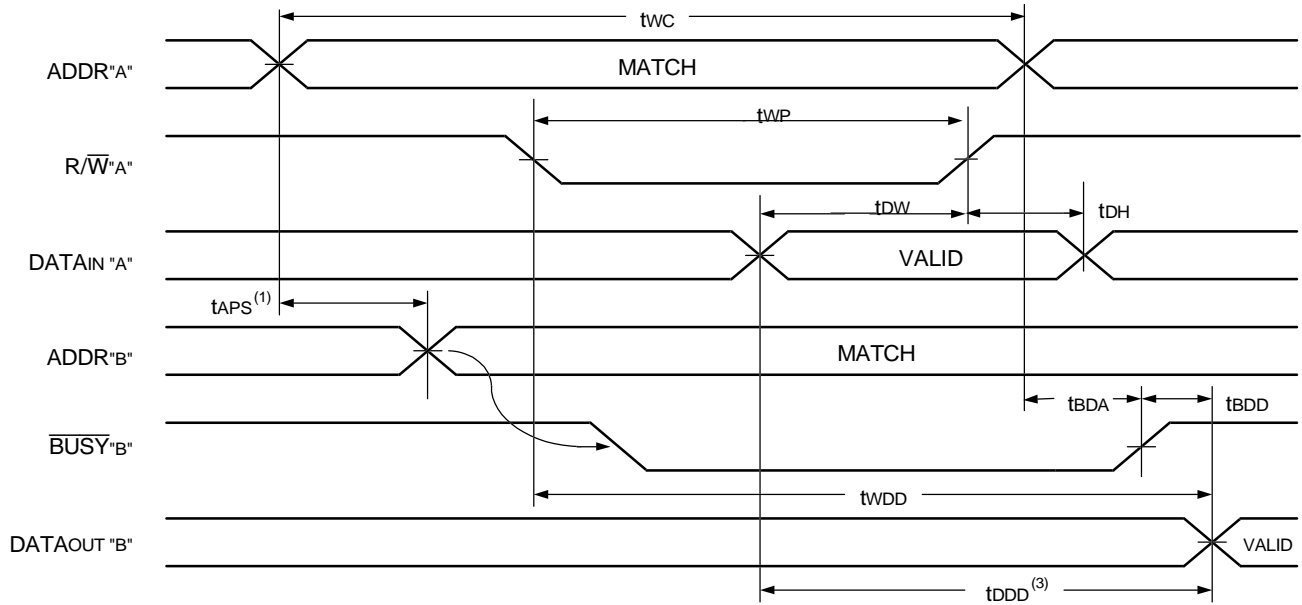 tWC
ADDR"A"
MATCH
tWP
R/W̅"A"
tDW
tDH
DATAIN "A"
VALID
tAPS(1)
ADDR"B"
MATCH
tBDA
tBDD
B̅U̅S̅Y̅"B"
tWDD
DATAOUT "B"
VALID
tDDD(3)